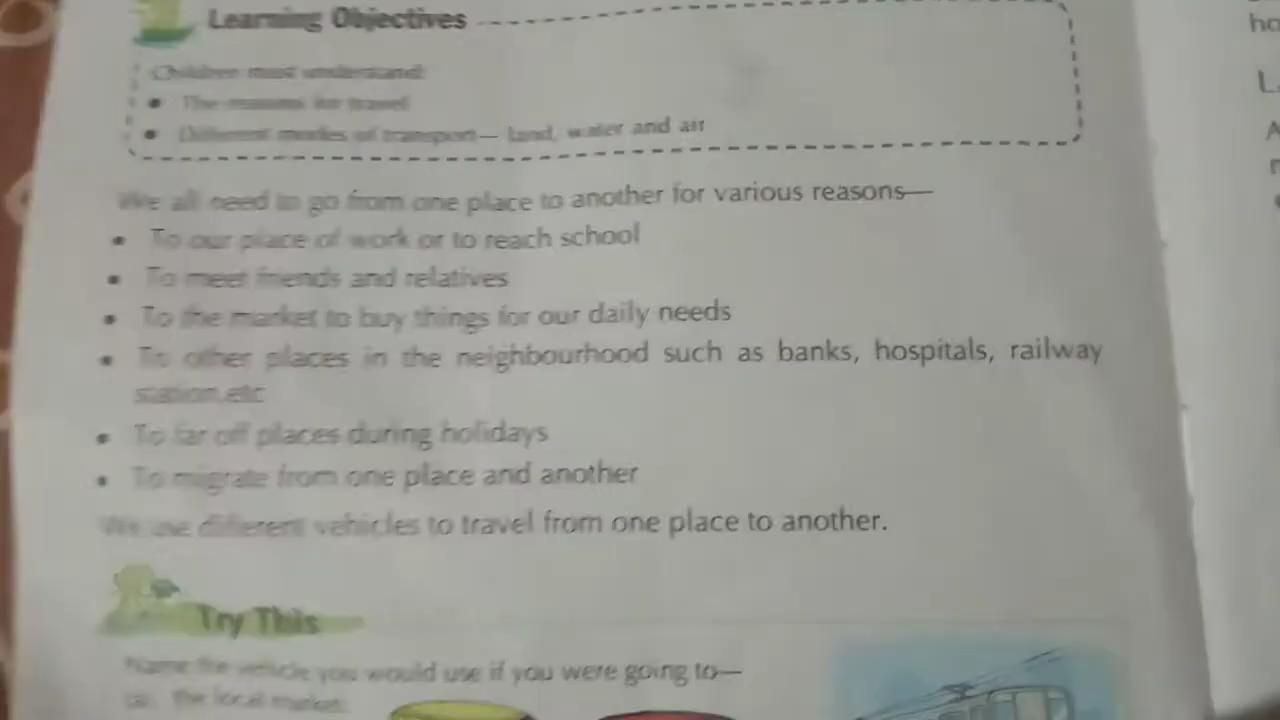 Learning Objectives
Children must understand:
• The reasons for travel
• Different modes of transport— land, water and air
We all need to go from one place to another for various reasons—
• To our place of work or to reach school
• To meet friends and relatives
• To the market to buy things for our daily needs
• To other places in the neighbourhood such as banks, hospitals, railway
station,etc
• To far off places during holidays
• To migrate from one place and another
We use different vehicles to travel from one place to another.
Try This
Name the vehicle you would use if you were going to—
(a) the local market